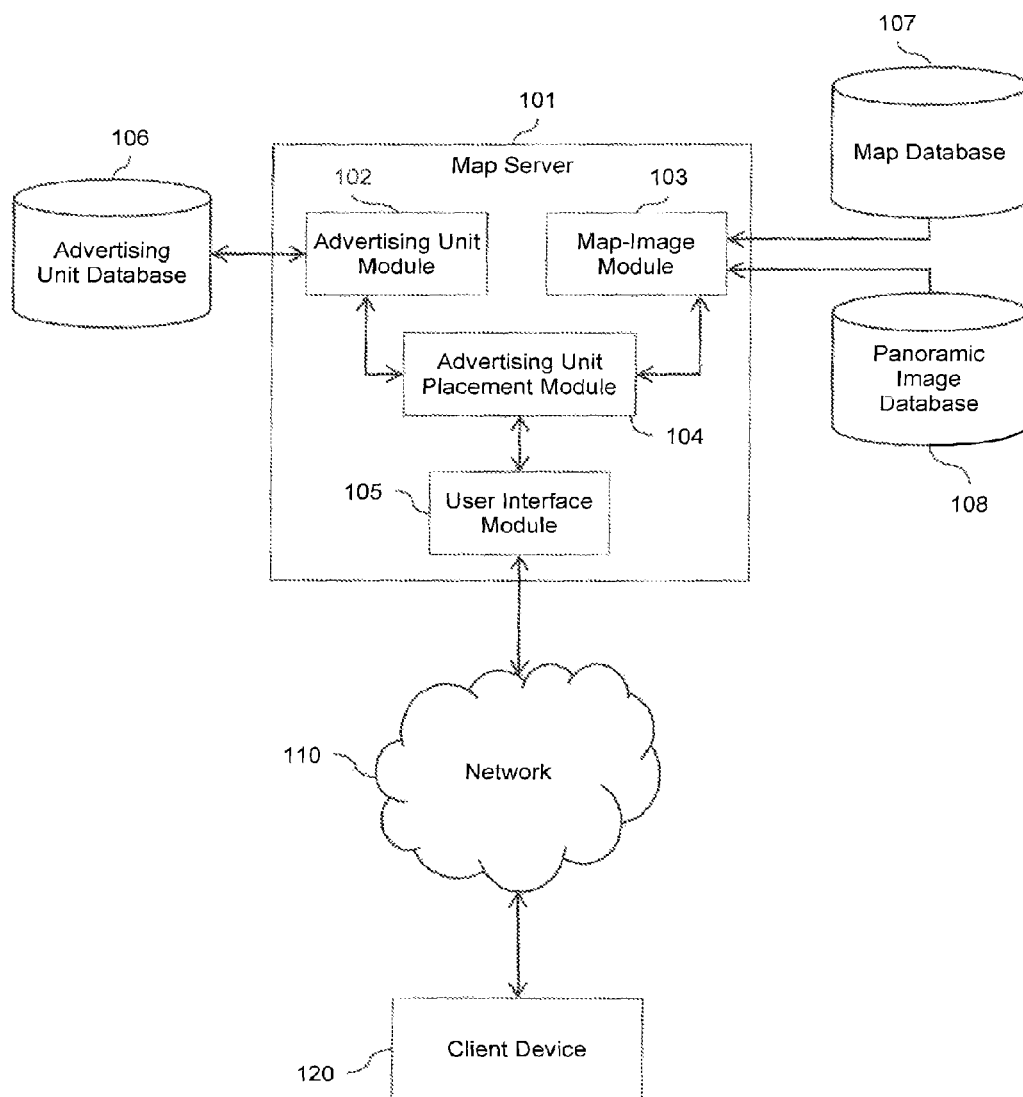 107
101
106
Map Server
Map Database
102
103
Advertising
Unit Database
Advertising Unit
Module
Map-Image
Module
Advertising Unit
Placement Module
Panoramic
Image
Database
104
105
User Interface
Module
108
110
Network
Client Device
120